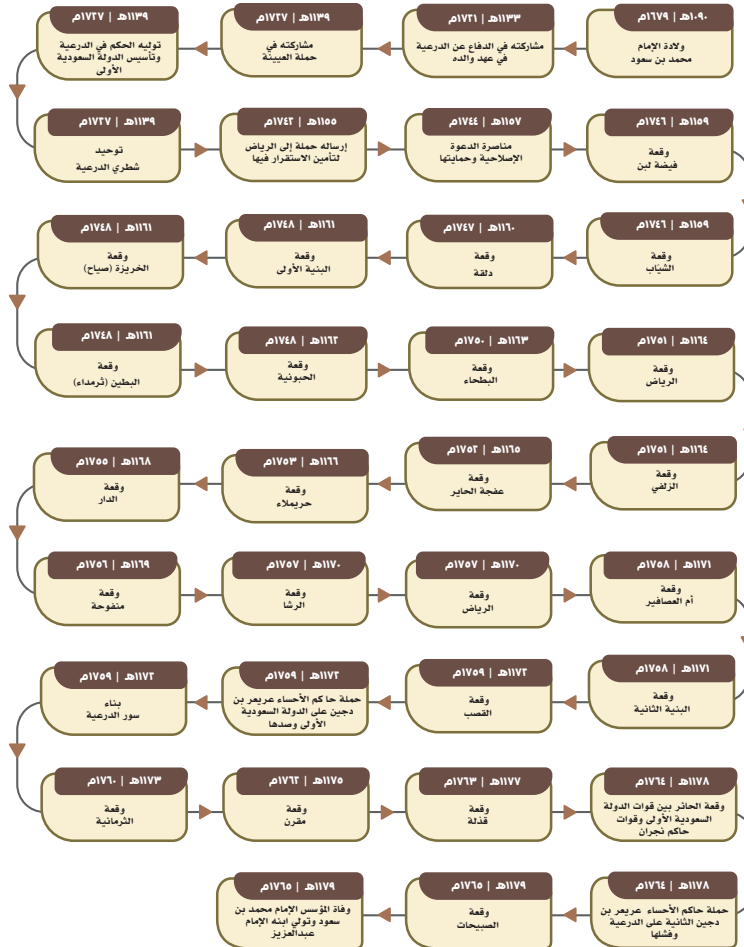 ١٠٩٠هـ | ١٦٧٩م
ولادة الإمام
محمد بن سعود
١١٣٣هـ | ١٧٢١م
مشاركته في الدفاع عن الدرعية
في عهد والده
١١٣٩هـ | ١٧٢٧م
مشاركته في
حملة العيينة
١١٣٩هـ | ١٧٢٧م
توليه الحكم في الدرعية
وتأسيس الدولة السعودية
الأولى
١١٣٩هـ | ١٧٢٧م
توحيد
شطري الدرعية
١١٥٥هـ | ١٧٤٢م
إرساله حملة إلى الرياض
لتأمين الاستقرار فيها
١١٥٧هـ | ١٧٤٤م
مناصرة الدعوة
الإصلاحية وحمايتها
١١٥٩هـ | ١٧٤٦م
وقعة
فيضة لبن
١١٥٩هـ | ١٧٤٦م
وقعة
الشيّاب
١١٦٠هـ | ١٧٤٧م
وقعة
دلقة
١١٦١هـ | ١٧٤٨م
وقعة
البنية الأولى
١١٦١هـ | ١٧٤٨م
وقعة
الخريزة (صياح)
١١٦١هـ | ١٧٤٨م
وقعة
البطين (ثرمداء)
١١٦٢هـ | ١٧٤٨م
وقعة
الحبونية
١١٦٣هـ | ١٧٥٠م
وقعة
البطحاء
١١٦٤هـ | ١٧٥١م
وقعة
الرياض
١١٦٤هـ | ١٧٥١م
وقعة
الزلفي
١١٦٥هـ | ١٧٥٢م
وقعة
عفجة الحاير
١١٦٦هـ | ١٧٥٣م
وقعة
حريملاء
١١٦٨هـ | ١٧٥٥م
وقعة
الدار
١١٦٩هـ | ١٧٥٦م
وقعة
منفوحة
١١٧٠هـ | ١٧٥٧م
وقعة
الرشا
١١٧٠هـ | ١٧٥٧م
وقعة
الرياض
١١٧١هـ | ١٧٥٨م
وقعة
أم العصافير
١١٧١هـ | ١٧٥٨م
وقعة
البنية الثانية
١١٧٢هـ | ١٧٥٩م
وقعة
القصب
١١٧٢هـ | ١٧٥٩م
حملة حاكم الأحساء عريعر بن
دجين على الدولة السعودية
الأولى وصدها
١١٧٢هـ | ١٧٥٩م
بناء
سور الدرعية
١١٧٣هـ | ١٧٦٠م
وقعة
الثرمانية
١١٧٥هـ | ١٧٦٢م
وقعة
مقرن
١١٧٧هـ | ١٧٦٣م
وقعة
قذلة
١١٧٨هـ | ١٧٦٤م
وقعة الحائر بين قوات الدولة
السعودية الأولى وقوات
حاكم نجران
١١٧٨هـ | ١٧٦٤م
حملة حاكم الأحساء عريعر بن
دجين الثانية على الدرعية
وفشلها
١١٧٩هـ | ١٧٦٥م
وقعة
الصبيحات
١١٧٩هـ | ١٧٦٥م
وفاة المؤسس الإمام محمد بن
سعود وتولي ابنه الإمام
عبدالعزيز